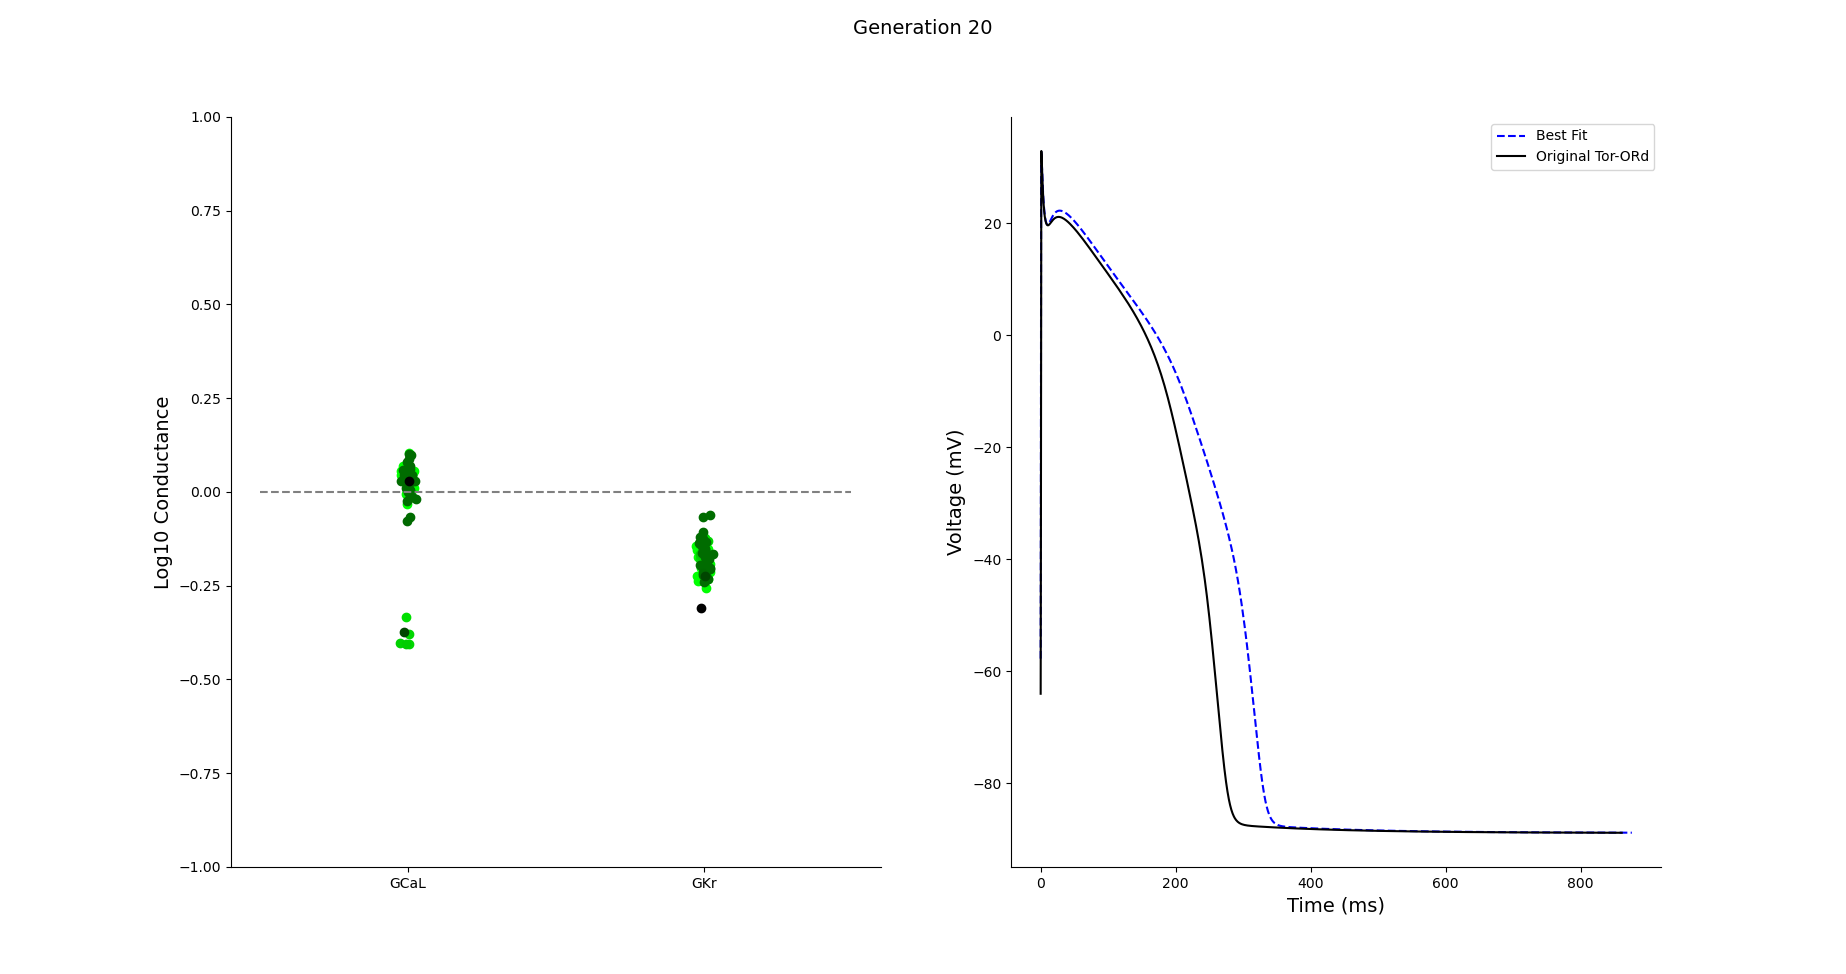 Generation 20
Log10 Conductance
1.00
0.75
0.50
0.25
0.00
−0.25
−0.50
−0.75
−1.00
GCaL
GKr
Voltage (mV)
20
0
−20
−40
−60
−80
0
200
400
600
800
Time (ms)
Best Fit
Original Tor-ORd